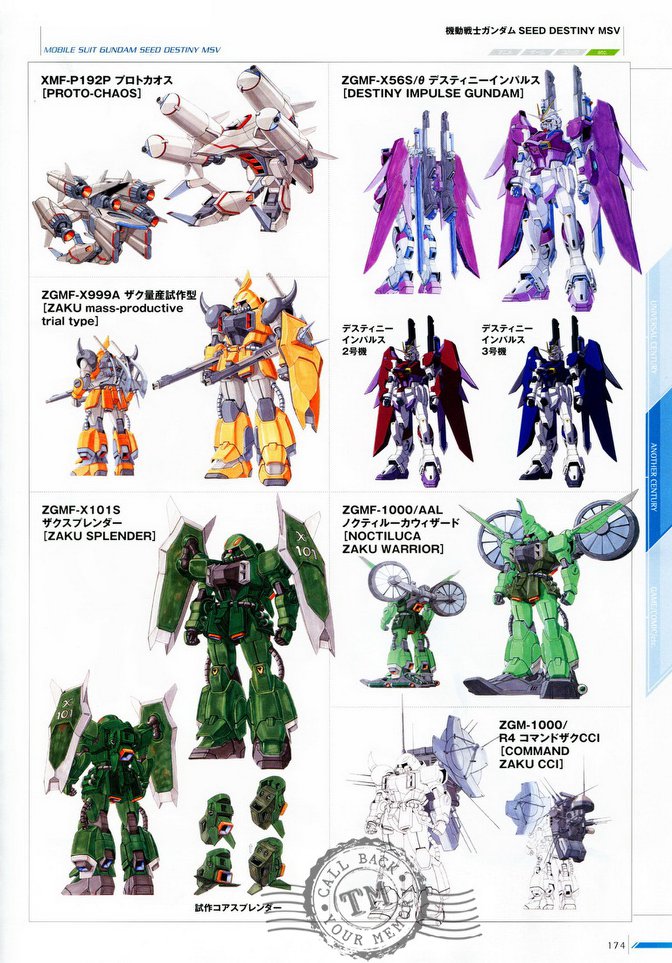 機動戦士ガンダム SEED DESTINY MSV
MOBILE SUIT GUNDAM SEED DESTINY MSV
etc.
XMF-P192P プロトカオス
[PROTO-CHAOS]
ZGMF-X56S/θ デスティニーインパルス
[DESTINY IMPULSE GUNDAM]
ZGMF-X999A ザク量産試作型
[ZAKU mass-productive
trial type]
デスティニー
インパルス
2号機
デスティニー
インパルス
3号機
ZGMF-X101S
ザクスプレンダー
[ZAKU SPLENDER]
X
101
X
101
試作コアスプレンダー
ZGMF-1000/AAL
ノクティルーカウィザード
[NOCTILUCA
ZAKU WARRIOR]
ZGM-1000/
R4 コマンドザクCCI
[COMMAND
ZAKU CCI]
UNIVERSAL CENTURY
ANOTHER CENTURY
GAME/COMIC/etc.
CALL BACK
TM
YOUR MEMORY
174